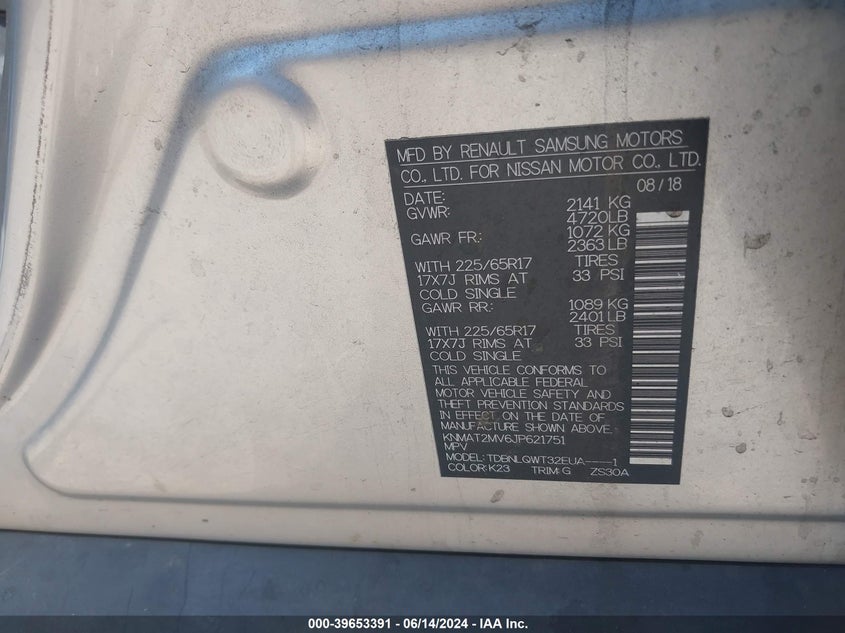 MFD BY RENAULT SAMSUNG MOTORS
CO., LTD. FOR NISSAN MOTOR CO., LTD.
DATE: 08/18
GVWR: 2141 KG
4720LB
GAWR FR.: 1072 KG
2363 LB
WITH 225/65R17 TIRES
17X7J RIMS AT 33 PSI
COLD SINGLE
GAWR RR.: 1089 KG
2401 LB
WITH 225/65R17 TIRES
17X7J RIMS AT 33 PSI
COLD SINGLE
THIS VEHICLE CONFORMS TO
ALL APPLICABLE FEDERAL
MOTOR VEHICLE SAFETY AND
THEFT PREVENTION STANDARDS
IN EFFECT ON THE DATE OF
MANUFACTURE SHOWN ABOVE.
KNMAT2MV6JP621751
MPV
MODEL: TDBNLQWT32EUA----1
COLOR: K23 TRIM: G ZS30A
000-39653391 - 06/14/2024 - IAA Inc.